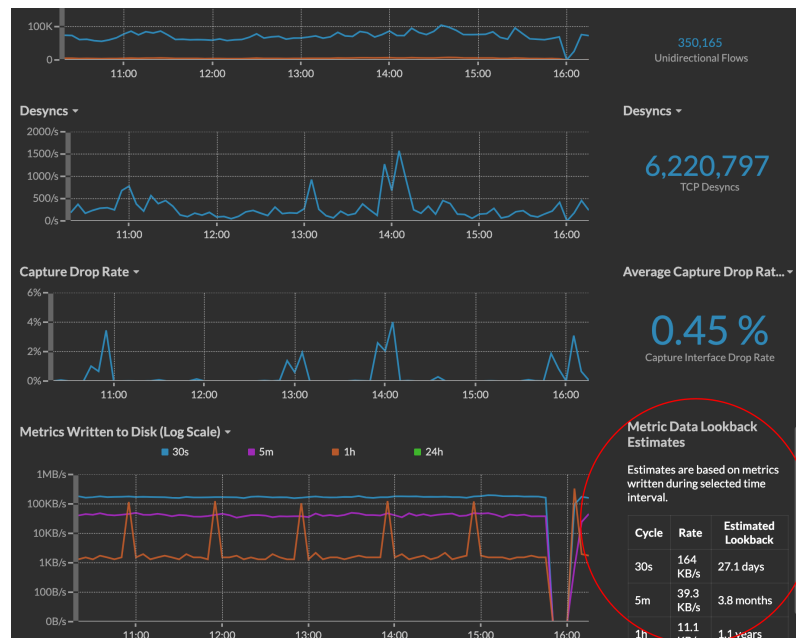 100K
0
11:00 12:00 13:00 14:00 15:00 16:00
350,165
Unidirectional Flows
Desyncs
2000/s
1500/s
1000/s
500/s
0/s
11:00 12:00 13:00 14:00 15:00 16:00
Desyncs
6,220,797
TCP Desyncs
Capture Drop Rate
6%
4%
2%
0%
11:00 12:00 13:00 14:00 15:00 16:00
Average Capture Drop Rat...
0.45 %
Capture Interface Drop Rate
Metrics Written to Disk (Log Scale)
30s 5m 1h 24h
1MB/s
100KB/s
10KB/s
1KB/s
100B/s
0B/s
11:00 12:00 13:00 14:00 15:00 16:00
Metric Data Lookback
Estimates
Estimates are based on metrics
written during selected time
interval.
Cycle Rate Estimated
Lookback
30s 164
KB/s 27.1 days
5m 39.3
KB/s 3.8 months
1h 11.1
1.1 years